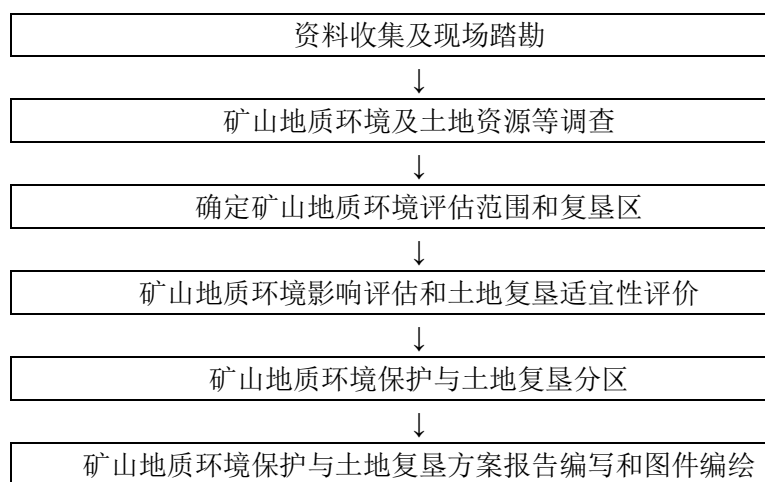 资料收集及现场踏勘
↓
矿山地质环境及土地资源等调查
↓
确定矿山地质环境评估范围和复垦区
↓
矿山地质环境影响评估和土地复垦适宜性评价
↓
矿山地质环境保护与土地复垦分区
↓
矿山地质环境保护与土地复垦方案报告编写和图件编绘